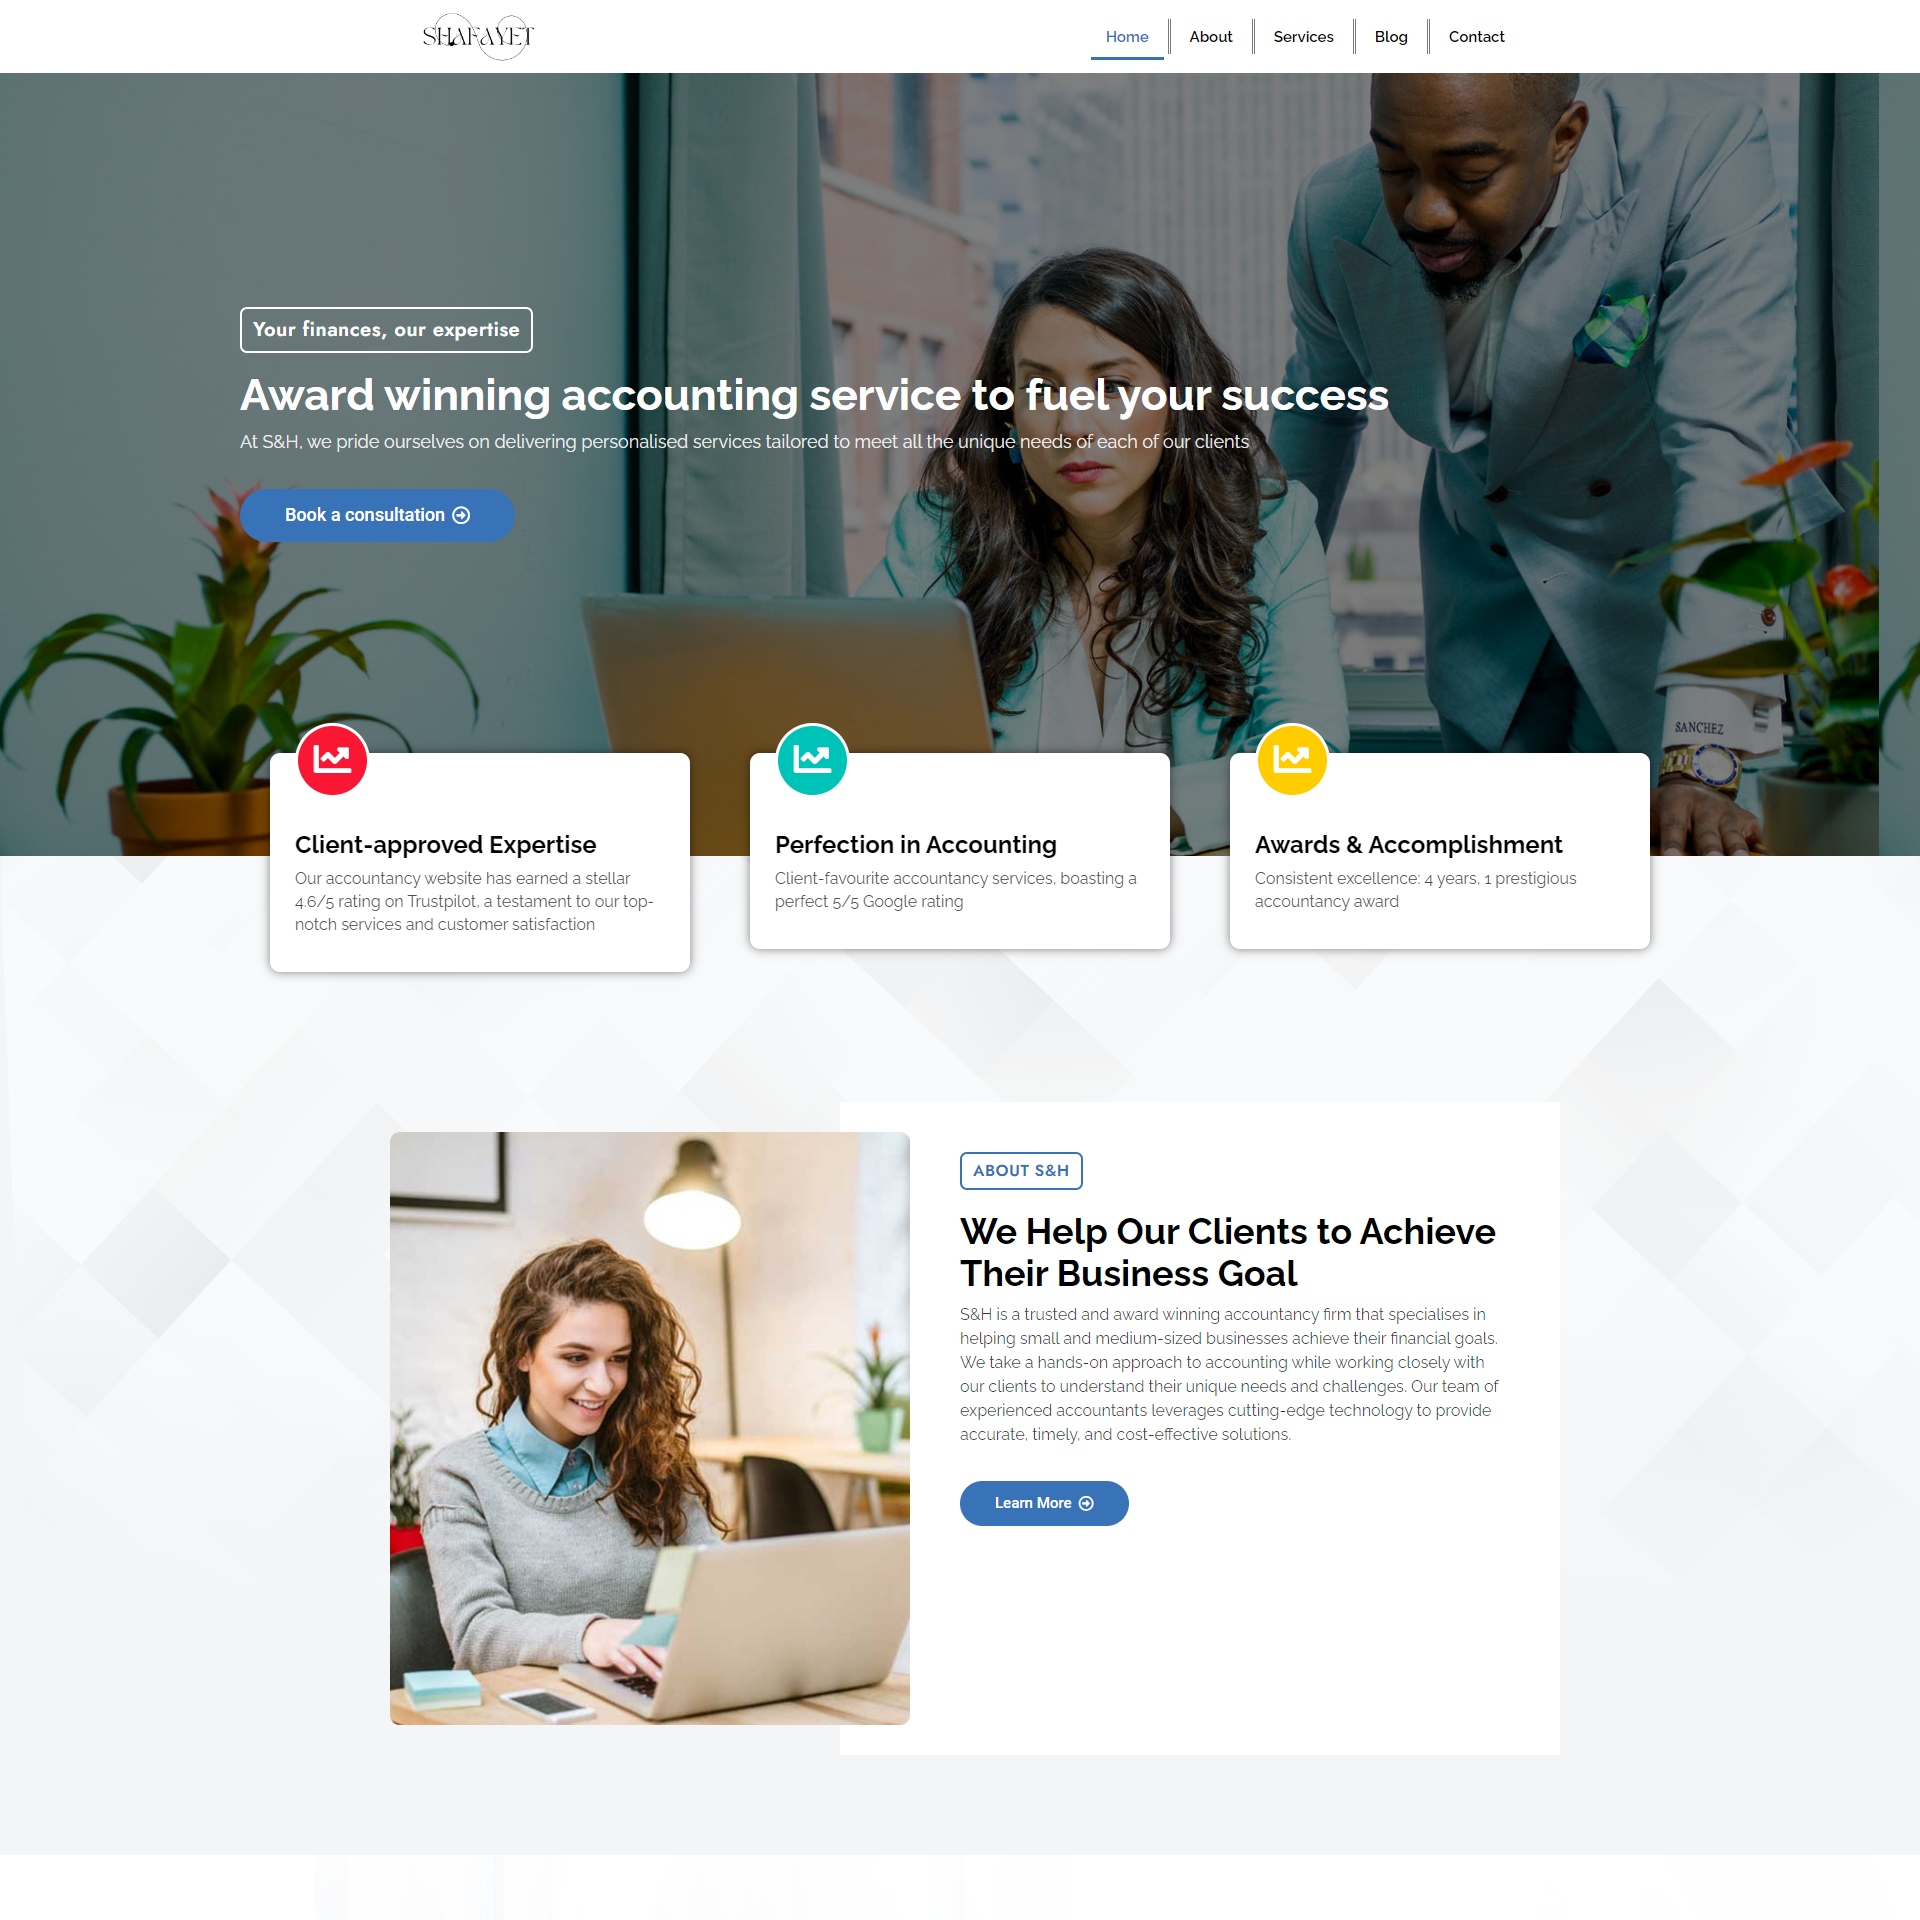 SHAFAYET
Home
About
Services
Blog
Contact
Your finances, our expertise
Award winning accounting service to fuel your success
At S&H, we pride ourselves on delivering personalised services tailored to meet all the unique needs of each of our clients
Book a consultation
SANCHEZ
Client-approved Expertise
Our accountancy website has earned a stellar
4.6/5 rating on Trustpilot, a testament to our top-
notch services and customer satisfaction
Perfection in Accounting
Client-favourite accountancy services, boasting a
perfect 5/5 Google rating
Awards & Accomplishment
Consistent excellence: 4 years, 1 prestigious
accountancy award
ABOUT S&H
We Help Our Clients to Achieve
Their Business Goal
S&H is a trusted and award winning accountancy firm that specialises in
helping small and medium-sized businesses achieve their financial goals.
We take a hands-on approach to accounting while working closely with
our clients to understand their unique needs and challenges. Our team of
experienced accountants leverages cutting-edge technology to provide
accurate, timely, and cost-effective solutions.
Learn More